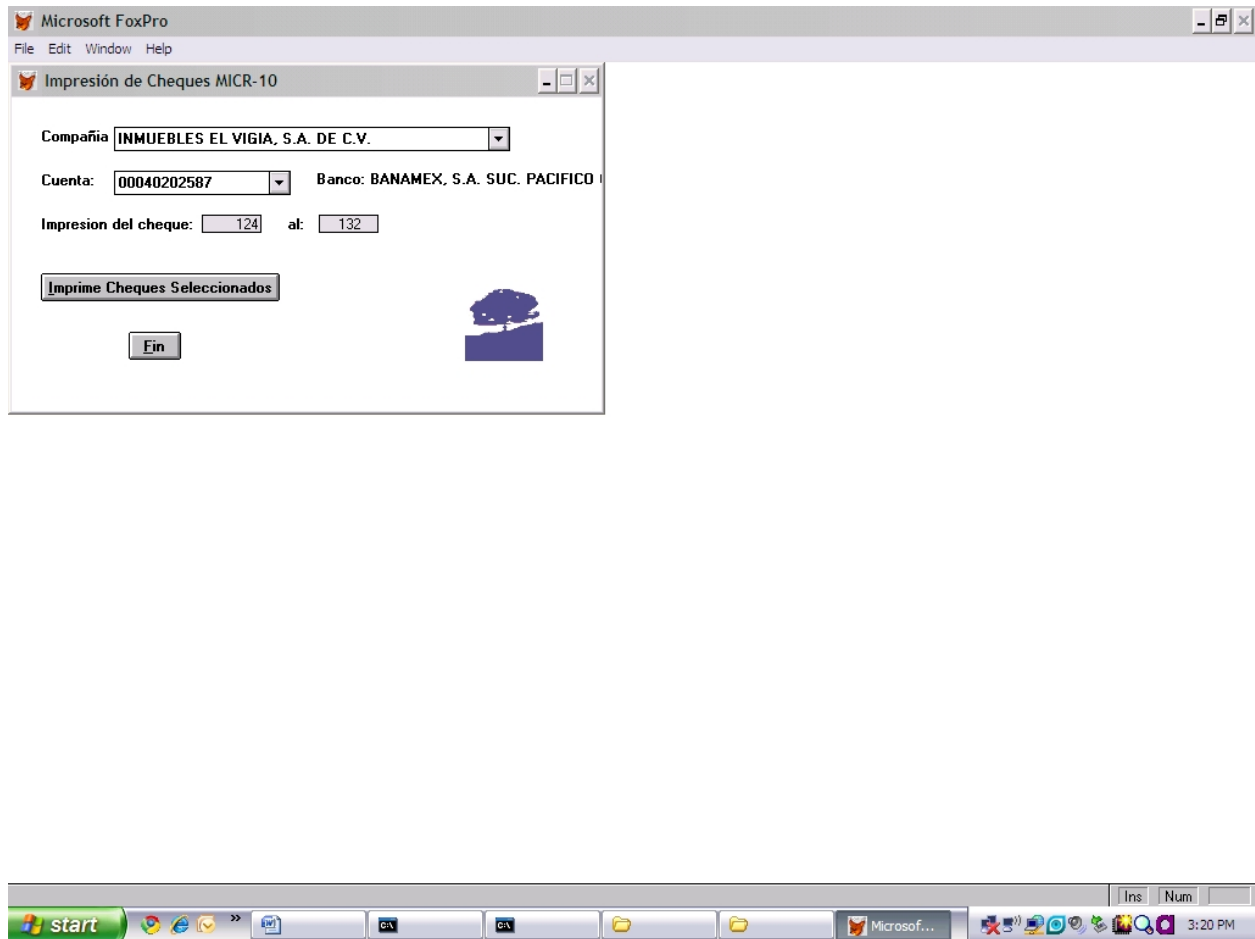 Microsoft FoxPro
File Edit Window Help
Impresión de Cheques MICR-10
Compañia INMUEBLES EL VIGIA, S.A. DE C.V.
Cuenta: 00040202587 Banco: BANAMEX, S.A. SUC. PACIFICO
Impresion del cheque: 124 al: 132
Imprime Cheques Seleccionados
Fin
Ins Num
start Microsof... 3:20 PM